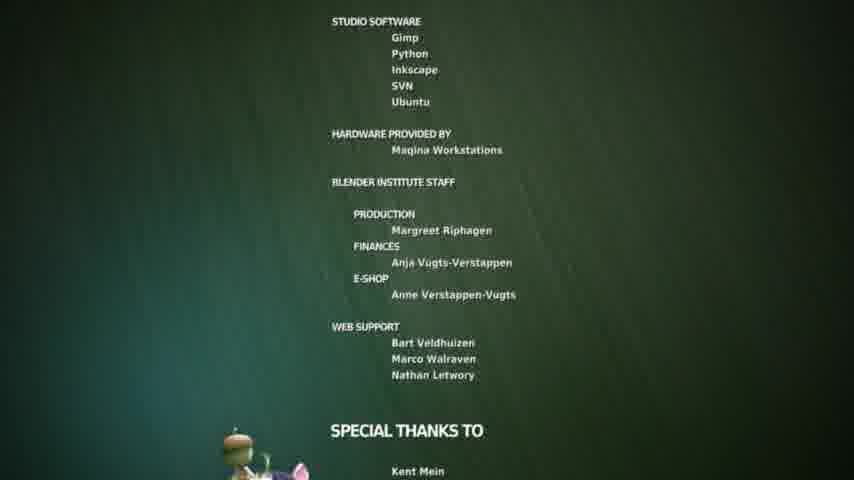 STUDIO SOFTWARE
Gimp
Python
Inkscape
SVN
Ubuntu
HARDWARE PROVIDED BY
Maqina Workstations
BLENDER INSTITUTE STAFF
PRODUCTION
Margreet Riphagen
FINANCES
Anja Vugts-Verstappen
E-SHOP
Anne Verstappen-Vugts
WEB SUPPORT
Bart Veldhuizen
Marco Walraven
Nathan Letwory
SPECIAL THANKS TO
Kent Mein